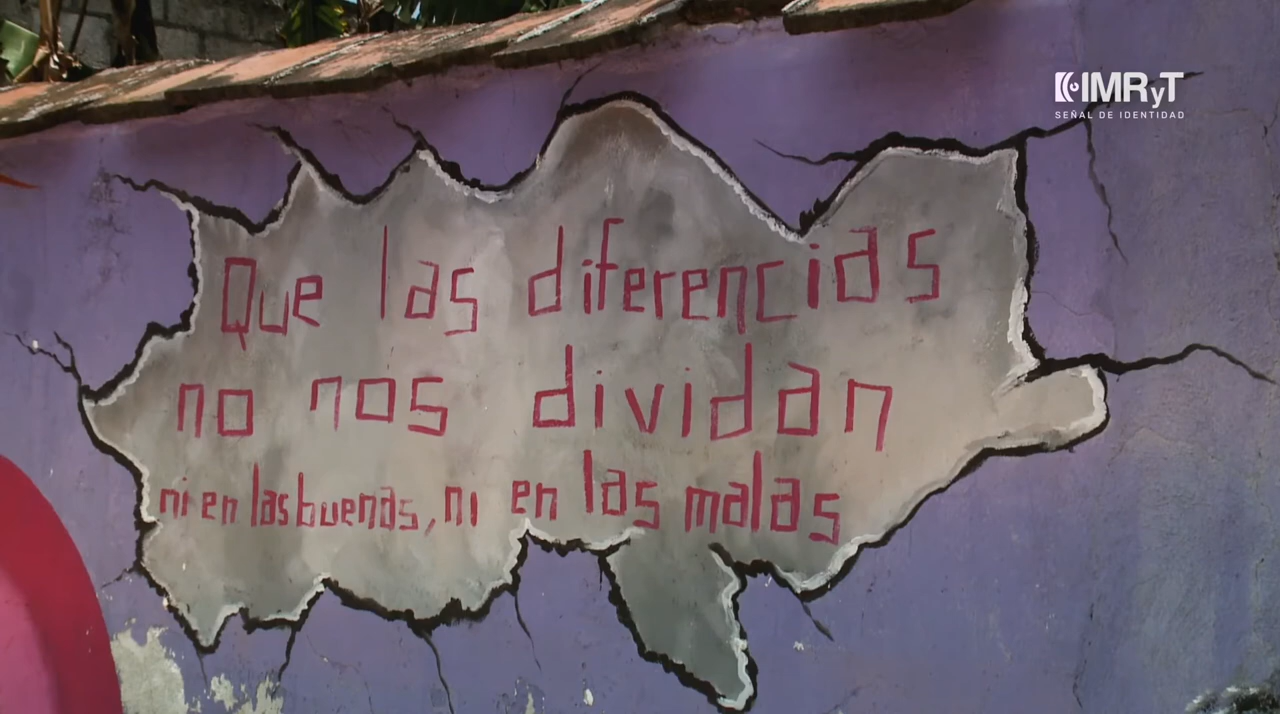 IMRyT
SEÑAL DE IDENTIDAD
Que las diferencias
no nos dividan
ni en las buenas, ni en las malas